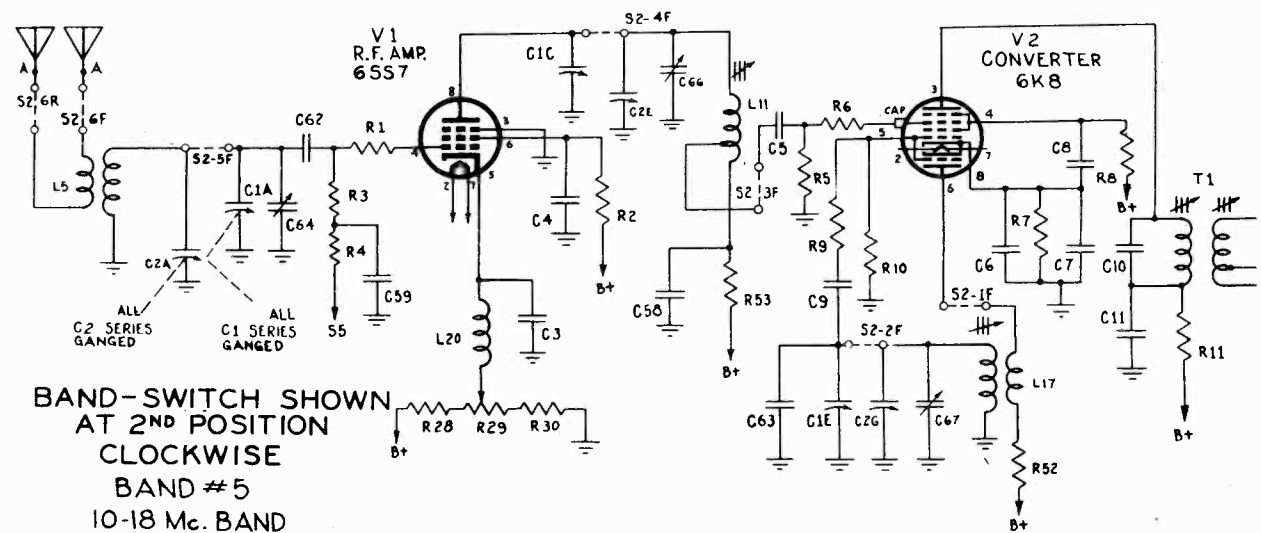 A
A
S2 6R
S2 6F
L5
S2-5F
C2A
C1A
C64
C62
R1
R3
R4
C59
S5
ALL
C2 SERIES
GANGED
ALL
C1 SERIES
GANGED
V1
R.F. AMP.
6SS7
8
4
3
6
5
2
7
C4
R2
B+
L20
C3
B+
R28
R29
R30
C1C
S2-4F
C2E
C66
L11
C5
S2 3F
C58
R53
B+
R5
R6
CAP
V2
CONVERTER
6K8
3
5
4
2
7
6
8
R9
R10
C9
C8
R8
B+
R7
C6
C7
S2-1F
S2-2F
C63
C1E
C2G
C67
L17
R52
B+
T1
C10
C11
R11
B+
BAND-SWITCH SHOWN
AT 2ND POSITION
CLOCKWISE
BAND #5
10-18 Mc. BAND